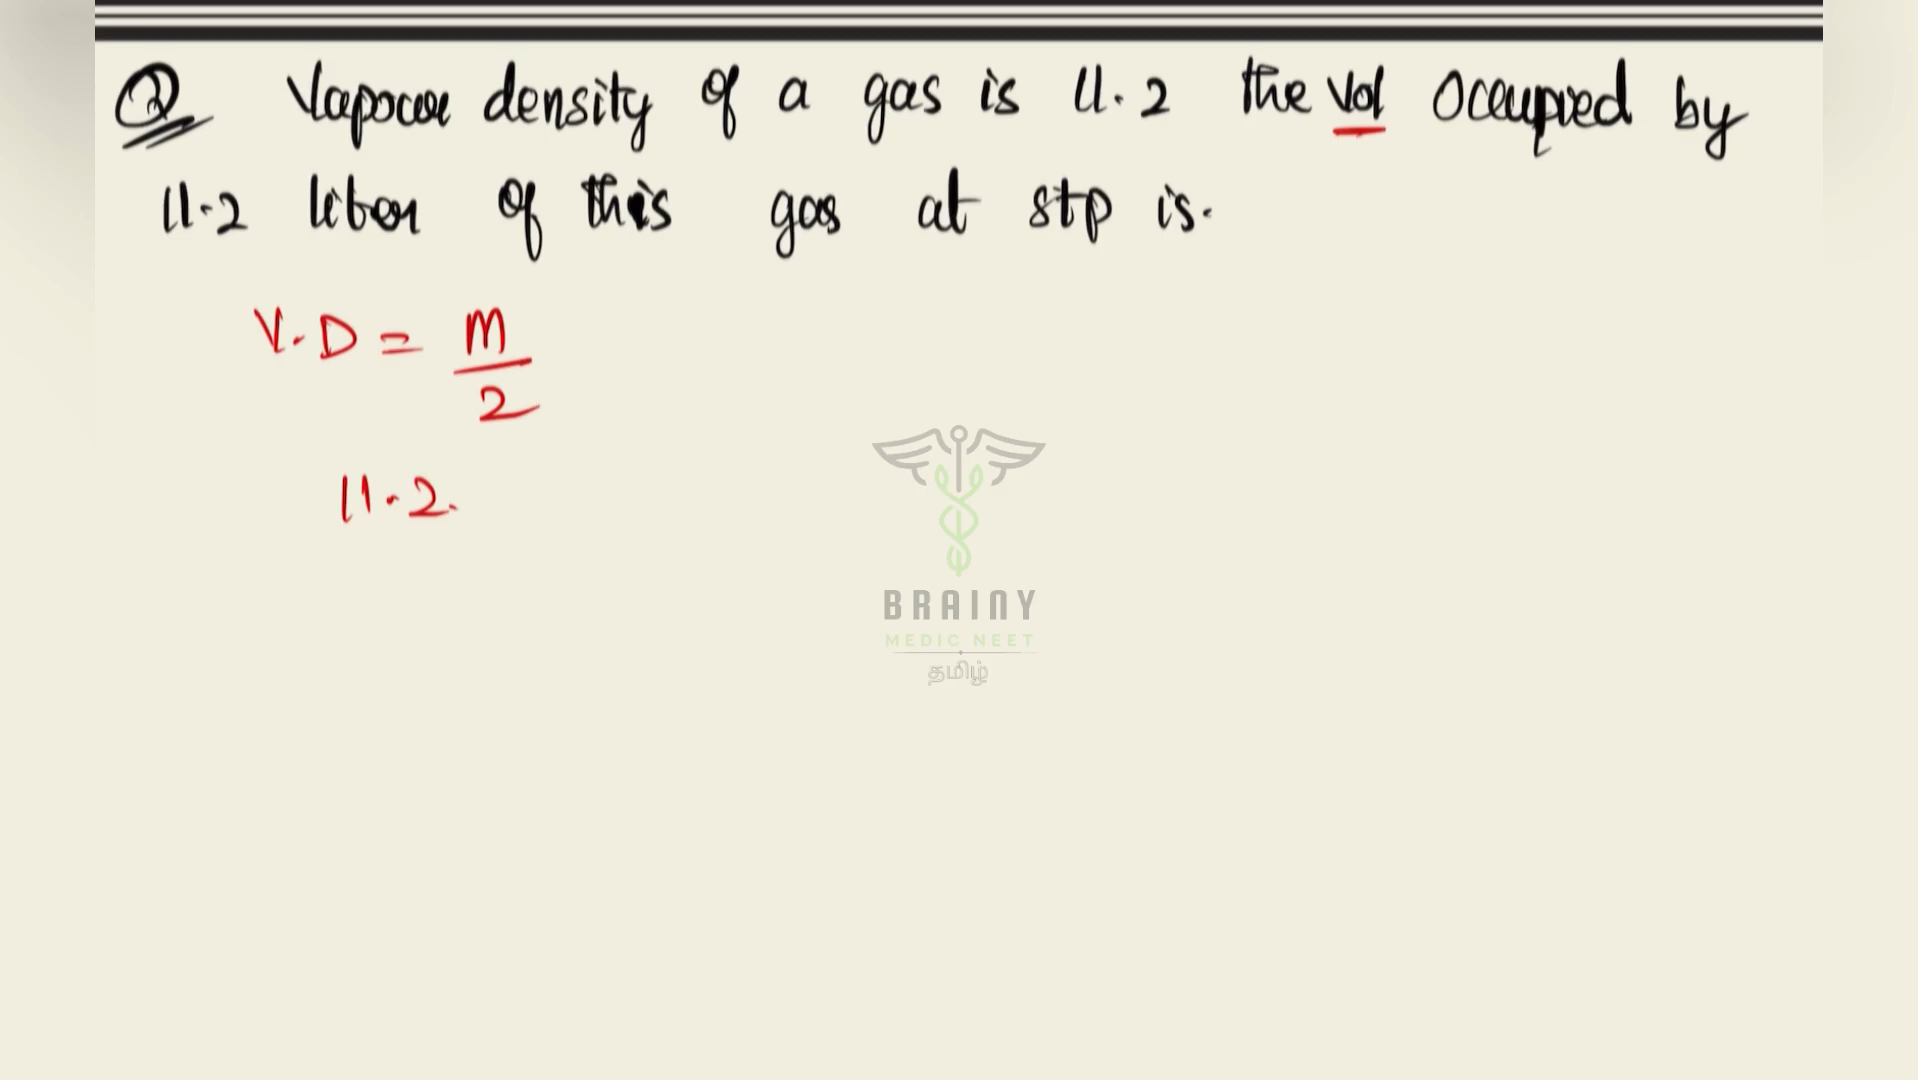 Q Vapour density of a gas is 11.2 the Vol Occupied by
11.2 liter of this gas at stp is.
V.D = M
2
11.2.
BRAINY
MEDIC NEET
தமிழ்